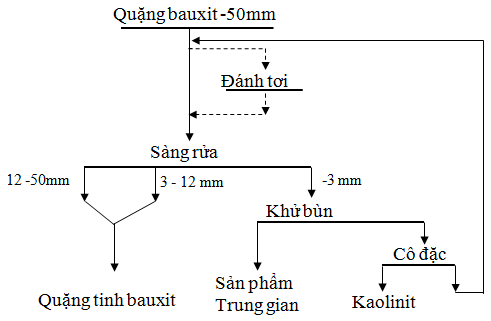 Quặng bauxit -50mm
Đánh tơi
Sàng rửa
12 -50mm
3 - 12 mm
-3 mm
Khử bùn
Cô đặc
Sản phẩm
Trung gian
Quặng tinh bauxit
Kaolinit